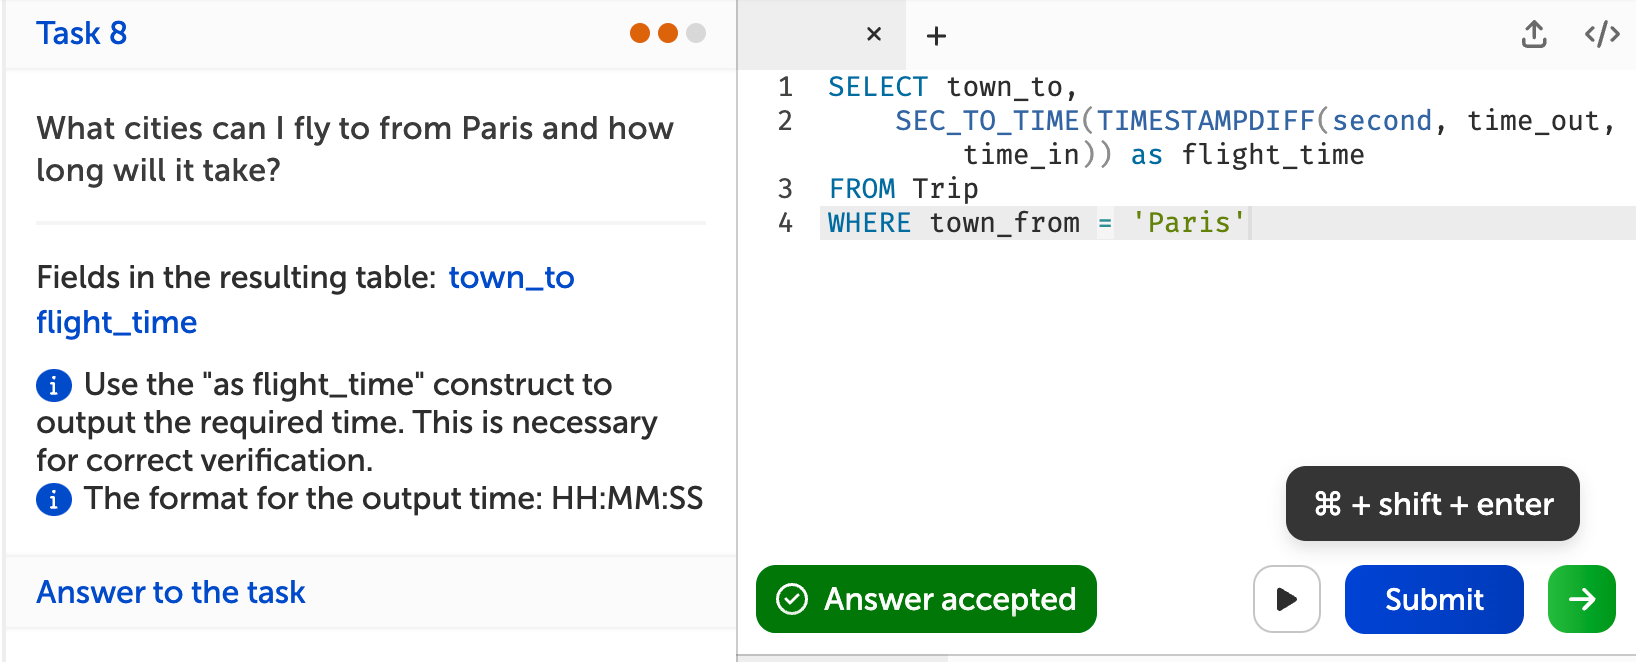 Task 8
What cities can I fly to from Paris and how
long will it take?
Fields in the resulting table: town_to
flight_time
i Use the "as flight_time" construct to
output the required time. This is necessary
for correct verification.
i The format for the output time: HH:MM:SS
Answer to the task
× +
</>
1 SELECT town_to,
2 SEC_TO_TIME(TIMESTAMPDIFF(second, time_out,
time_in)) as flight_time
3 FROM Trip
4 WHERE town_from = 'Paris'
⌘ + shift + enter
Answer accepted
Submit